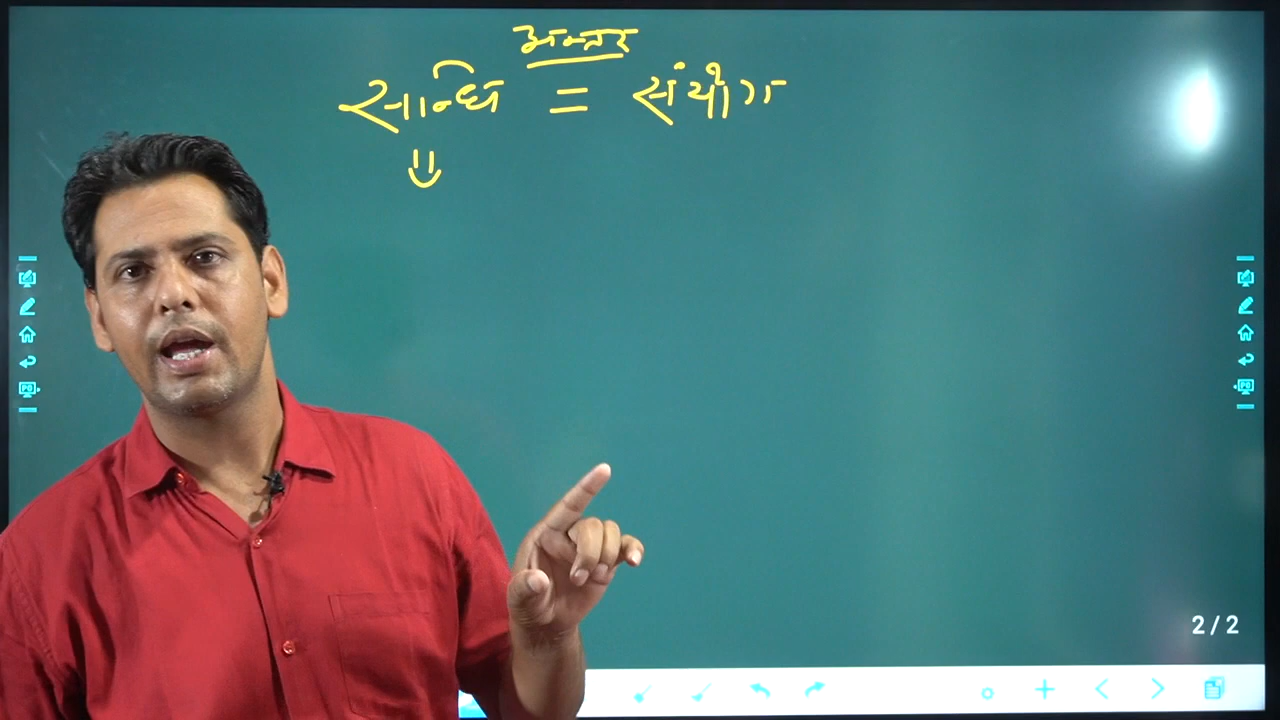 अन्तर
सन्धि = संयोग
2/2